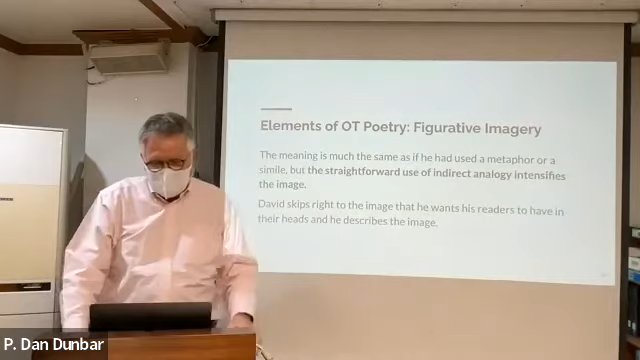 Elements of OT Poetry: Figurative Imagery
The meaning is much the same as if he had used a metaphor or a
simile, but the straightforward use of indirect analogy intensifies
the image.
David skips right to the image that he wants his readers to have in
their heads and he describes the image.
P. Dan Dunbar